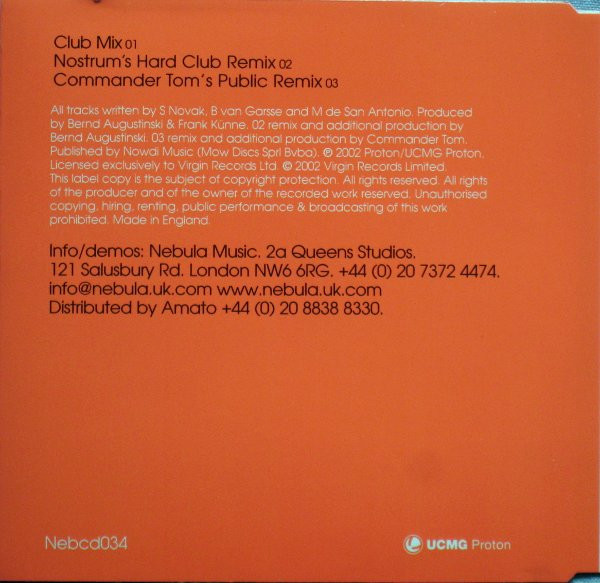 Club Mix 01
Nostrum's Hard Club Remix 02
Commander Tom's Public Remix 03
All tracks written by S Novak, B van Garsse and M de San Antonio. Produced
by Bernd Augustinski & Frank Künne. 02 remix and additional production by
Bernd Augustinski. 03 remix and additional production by Commander Tom.
Published by Nowdi Music (Mow Discs Sprl Bvba). ℗ 2002 Proton/UCMG Proton.
Licensed exclusively to Virgin Records Ltd. © 2002 Virgin Records Limited.
This label copy is the subject of copyright protection. All rights reserved. All rights
of the producer and of the owner of the recorded work reserved. Unauthorised
copying, hiring, renting, public performance & broadcasting of this work
prohibited. Made in England.
Info/demos: Nebula Music. 2a Queens Studios.
121 Salusbury Rd. London NW6 6RG. +44 (0) 20 7372 4474.
info@nebula.uk.com www.nebula.uk.com
Distributed by Amato +44 (0) 20 8838 8330.
Nebcd034
UCMG Proton